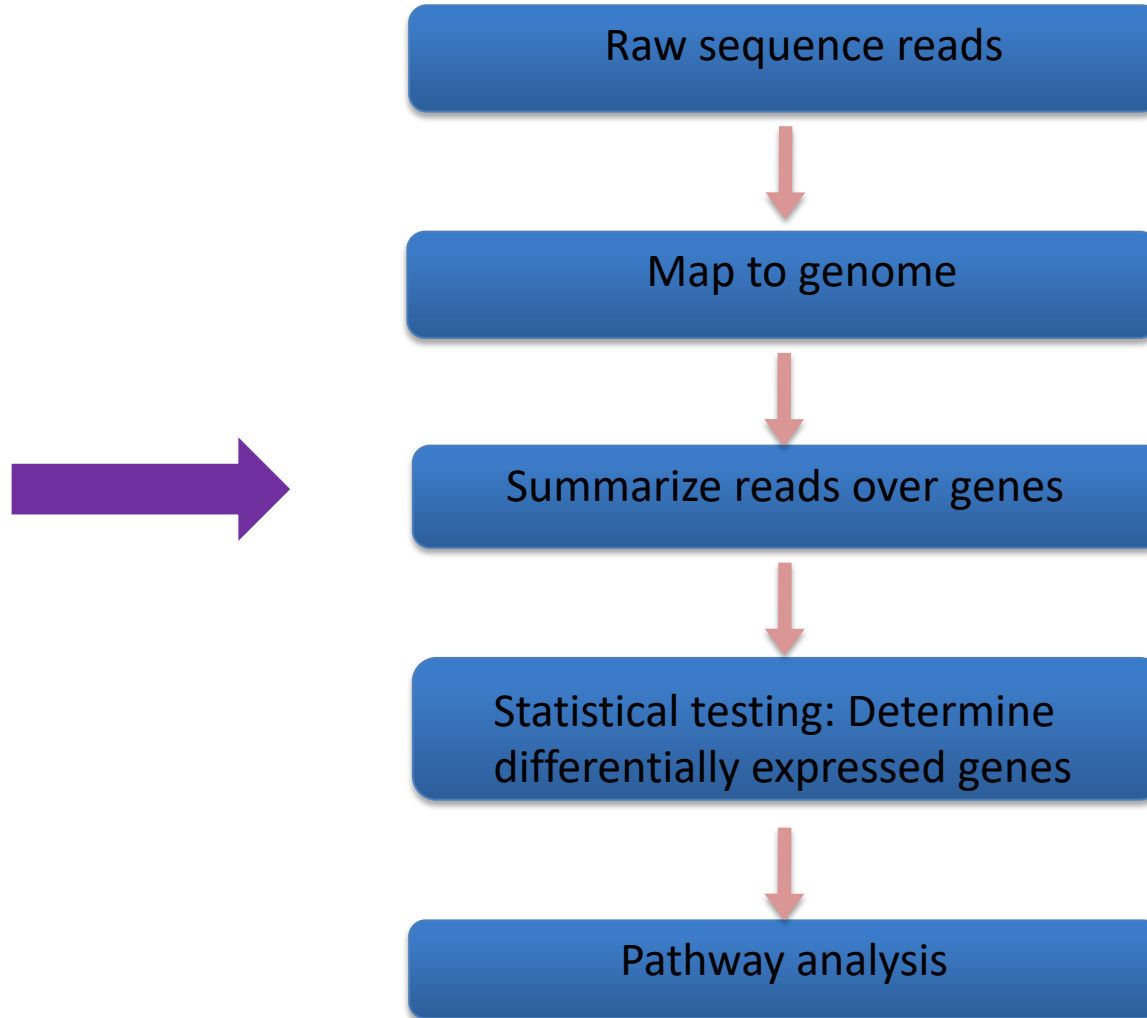 Raw sequence reads
Map to genome
Summarize reads over genes
Statistical testing: Determine
differentially expressed genes
Pathway analysis